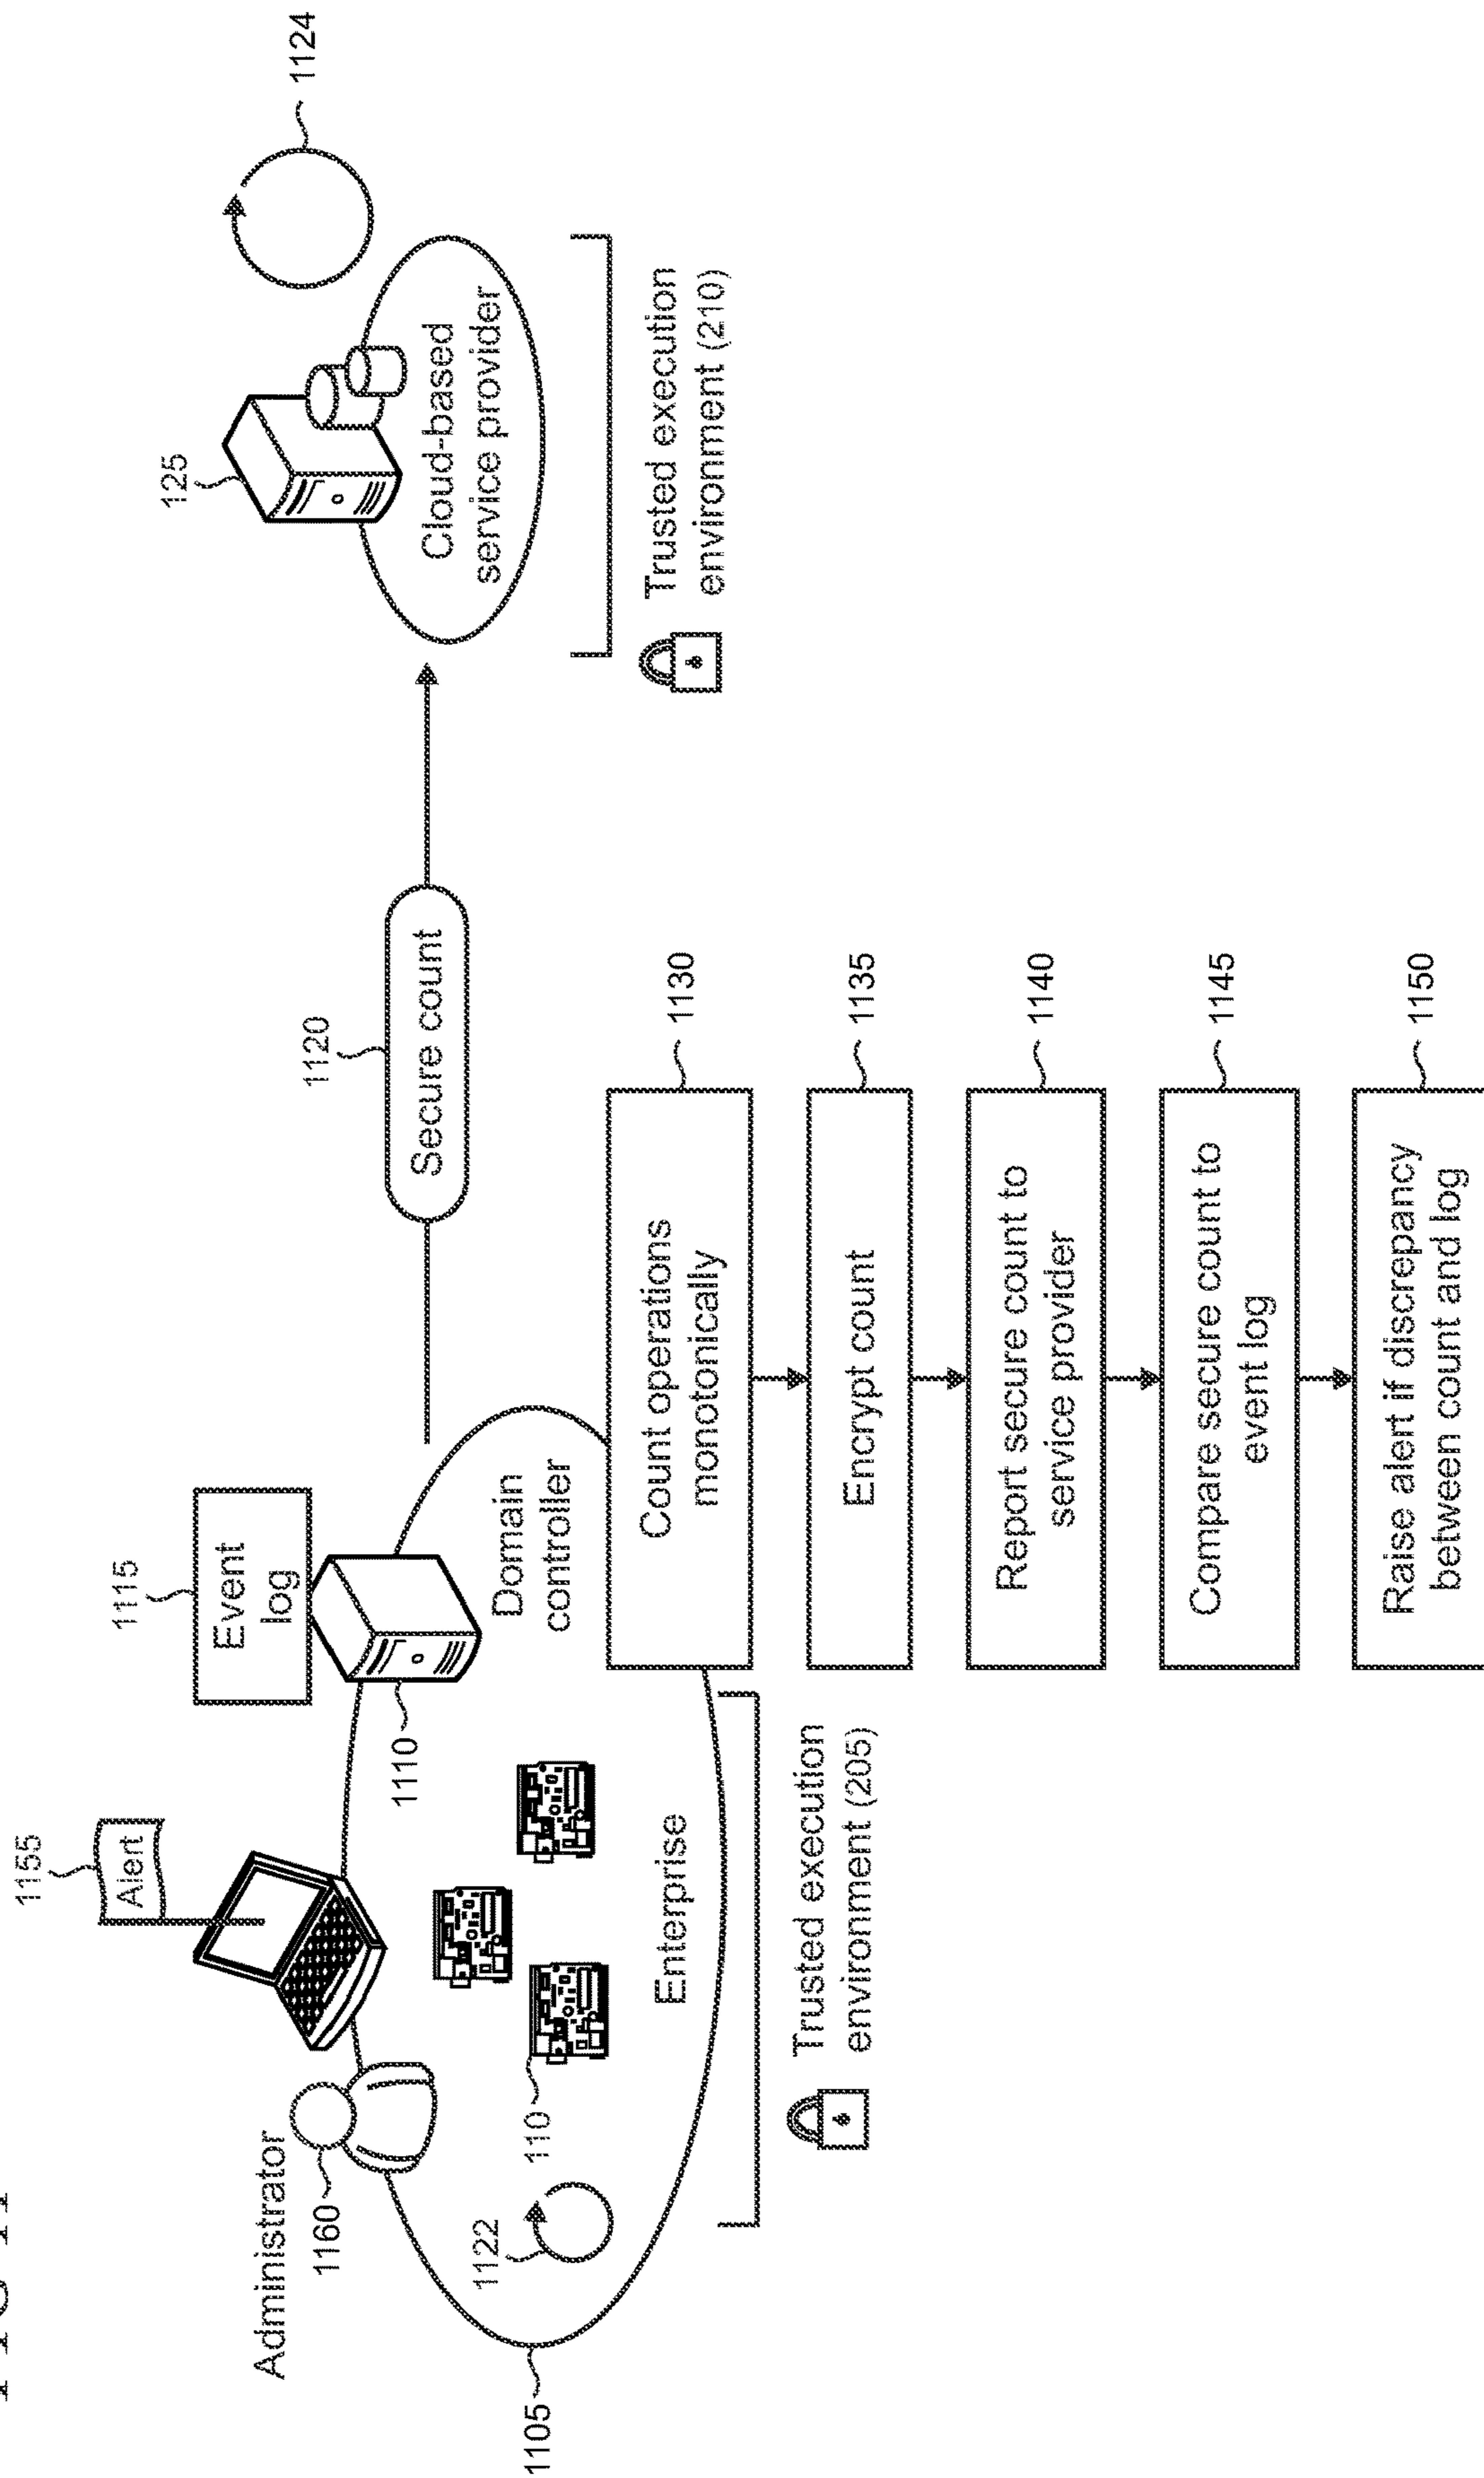 1155
Alert
1115
Event
log
Administrator
1160
1110
Domain
controller
1120
Secure count
125
Cloud-based
service provider
1124
1122
110
Enterprise
1105
Trusted execution
environment (205)
Trusted execution
environment (210)
Count operations
monotonically
1130
Encrypt count
1135
Report secure count to
service provider
1140
Compare secure count to
event log
1145
Raise alert if discrepancy
between count and log
1150